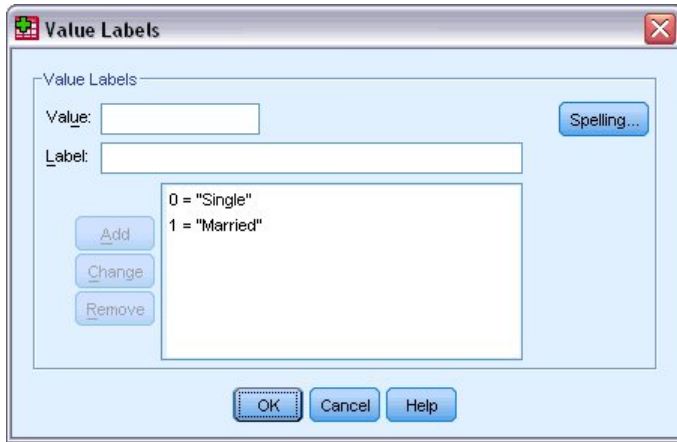 Value Labels
Value Labels
Value:
Spelling...
Label:
0 = "Single"
1 = "Married"
Add
Change
Remove
OK Cancel Help